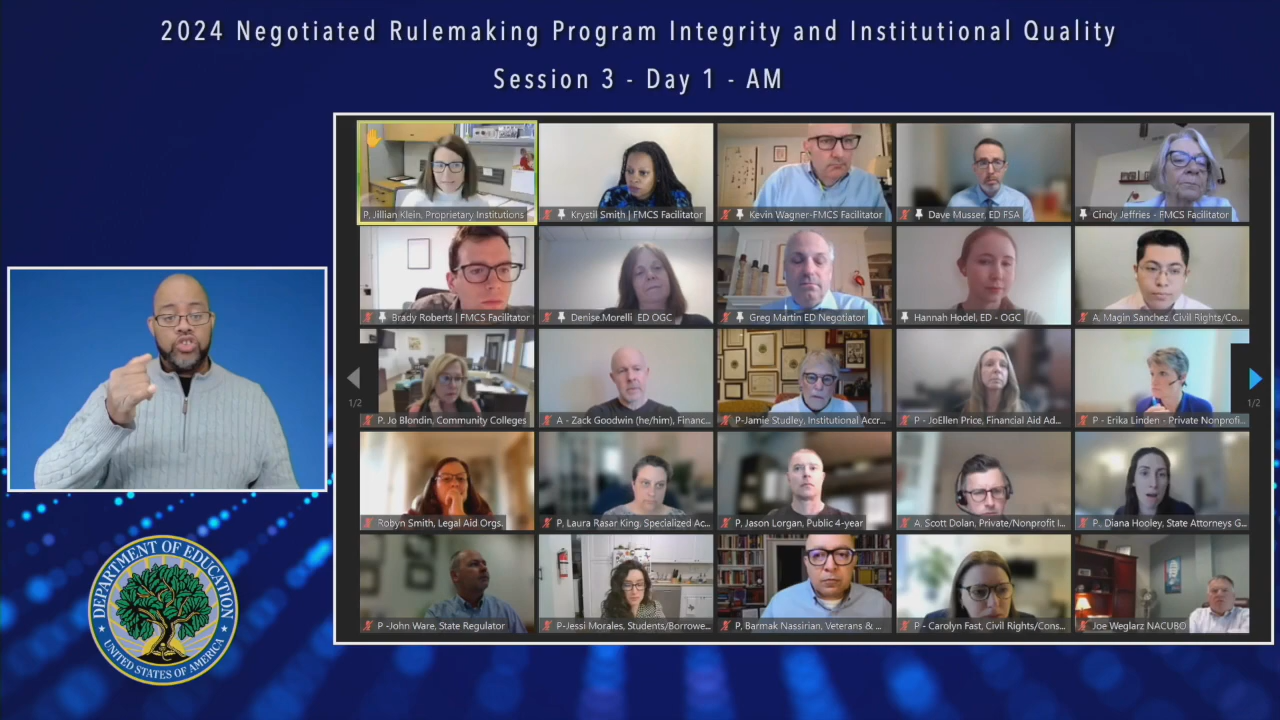 2024 Negotiated Rulemaking Program Integrity and Institutional Quality
Session 3 - Day 1 - AM
P, Jillian Klein, Proprietary Institutions
Krystil Smith | FMCS Facilitator
Kevin Wagner-FMCS Facilitator
Dave Musser, ED FSA
Cindy Jeffries - FMCS Facilitator
Brady Roberts | FMCS Facilitator
Denise.Morelli ED OGC
Greg Martin ED Negotiator
Hannah Hodel, ED - OGC
A, Magin Sanchez, Civil Rights/Co...
1/2
1/2
P, Jo Blondin, Community Colleges
A - Zack Goodwin (he/him), Financ...
P-Jamie Studley, Institutional Accr...
P - JoEllen Price, Financial Aid Ad...
P - Erika Linden - Private Nonprofi...
Robyn Smith, Legal Aid Orgs.
P, Laura Rasar King, Specialized Ac...
P, Jason Lorgan, Public 4-year
A. Scott Dolan, Private/Nonprofit I...
P. Diana Hooley, State Attorneys G...
P -John Ware, State Regulator
P-Jessi Morales, Students/Borrowe...
P, Barmak Nassirian, Veterans & ...
P - Carolyn Fast, Civil Rights/Cons...
Joe Weglarz NACUBO
DEPARTMENT OF EDUCATION
UNITED STATES OF AMERICA